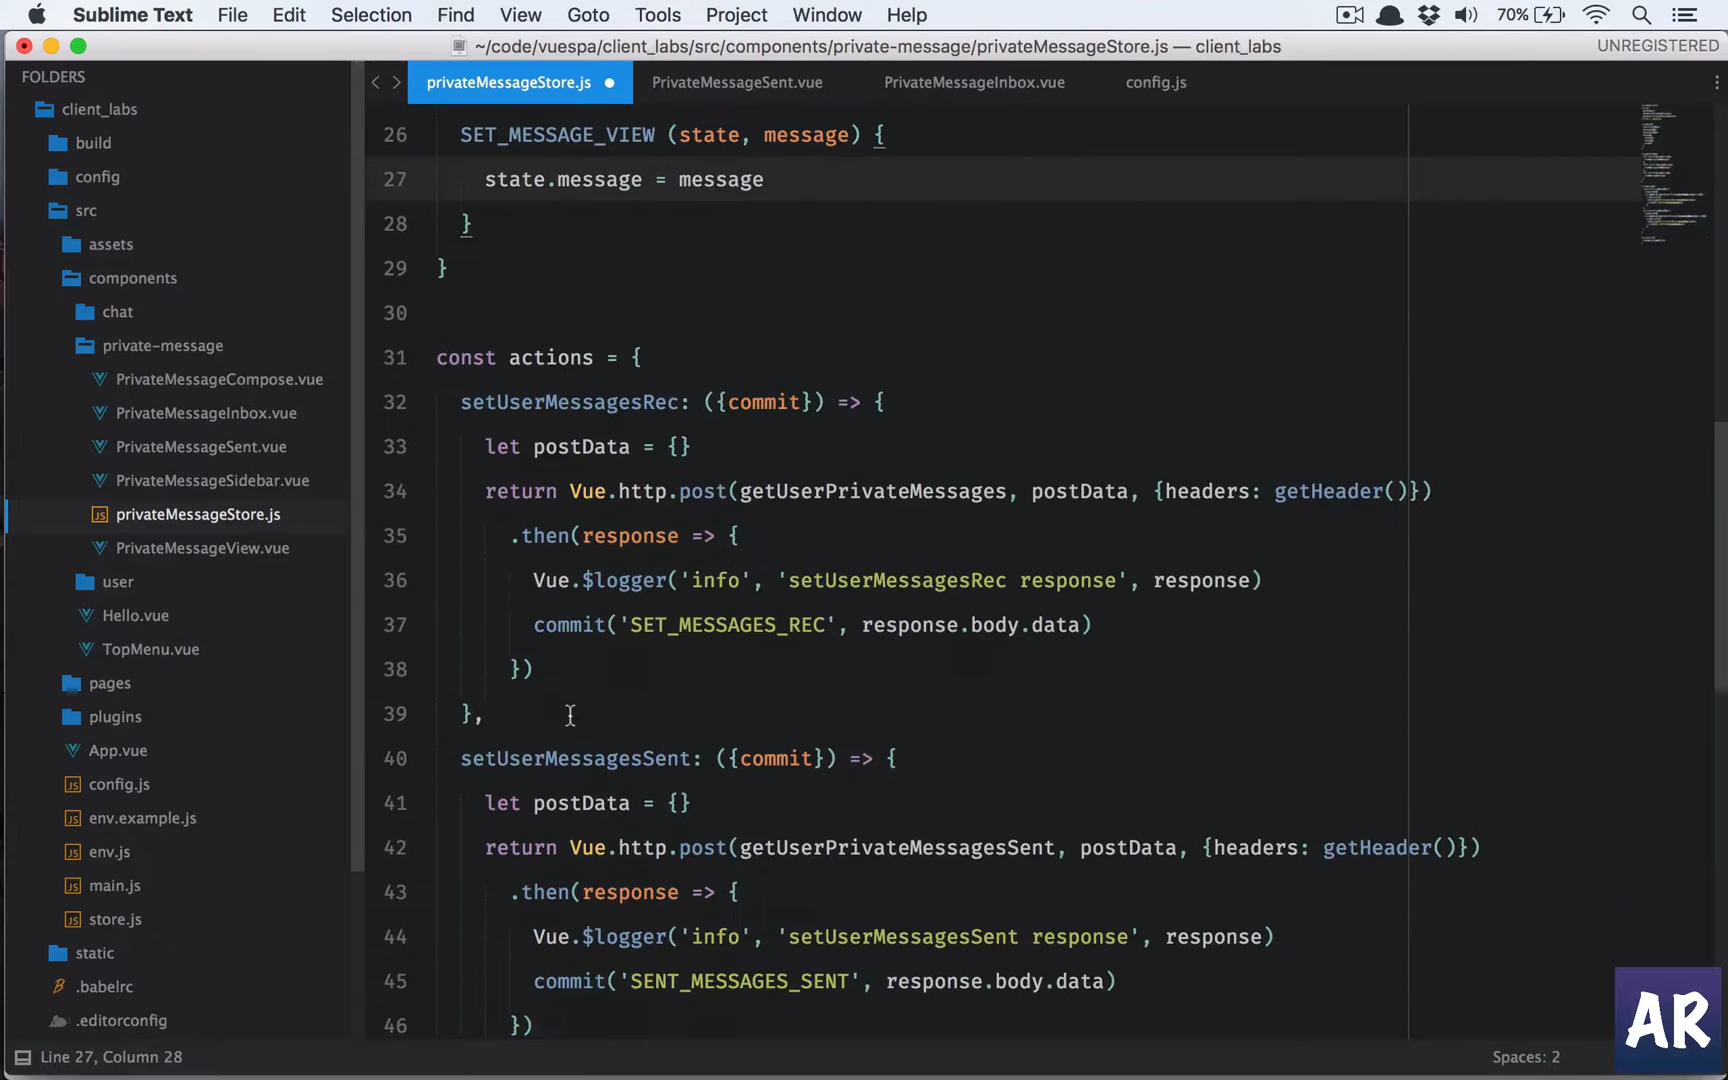 Sublime Text File Edit Selection Find View Goto Tools Project Window Help 70%
~/code/vuespa/client_labs/src/components/private-message/privateMessageStore.js — client_labs
UNREGISTERED
FOLDERS
client_labs
build
config
src
assets
components
chat
private-message
PrivateMessageCompose.vue
PrivateMessageInbox.vue
PrivateMessageSent.vue
PrivateMessageSidebar.vue
JS privateMessageStore.js
PrivateMessageView.vue
user
Hello.vue
TopMenu.vue
pages
plugins
App.vue
JS config.js
JS env.example.js
JS env.js
JS main.js
JS store.js
static
.babelrc
.editorconfig
privateMessageStore.js PrivateMessageSent.vue PrivateMessageInbox.vue config.js
26 SET_MESSAGE_VIEW (state, message) {
27 state.message = message
28 }
29 }
30
31 const actions = {
32 setUserMessagesRec: ({commit}) => {
33 let postData = {}
34 return Vue.http.post(getUserPrivateMessages, postData, {headers: getHeader()})
35 .then(response => {
36 Vue.$logger('info', 'setUserMessagesRec response', response)
37 commit('SET_MESSAGES_REC', response.body.data)
38 })
39 },
40 setUserMessagesSent: ({commit}) => {
41 let postData = {}
42 return Vue.http.post(getUserPrivateMessagesSent, postData, {headers: getHeader()})
43 .then(response => {
44 Vue.$logger('info', 'setUserMessagesSent response', response)
45 commit('SENT_MESSAGES_SENT', response.body.data)
46 })
AR
Line 27, Column 28
Spaces: 2